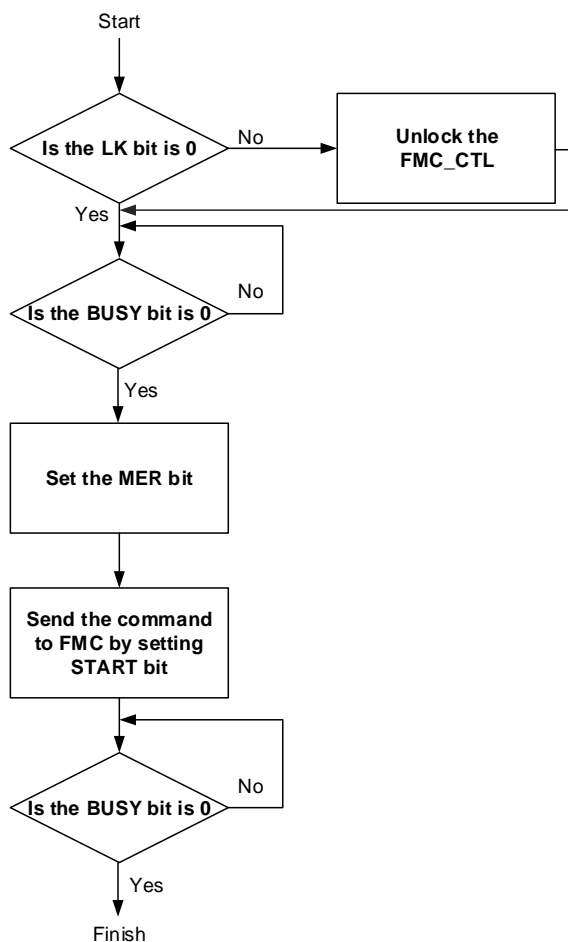 Start
Is the LK bit is 0
No
Unlock the
FMC_CTL
Yes
Is the BUSY bit is 0
No
Yes
Set the MER bit
Send the command
to FMC by setting
START bit
Is the BUSY bit is 0
No
Yes
Finish